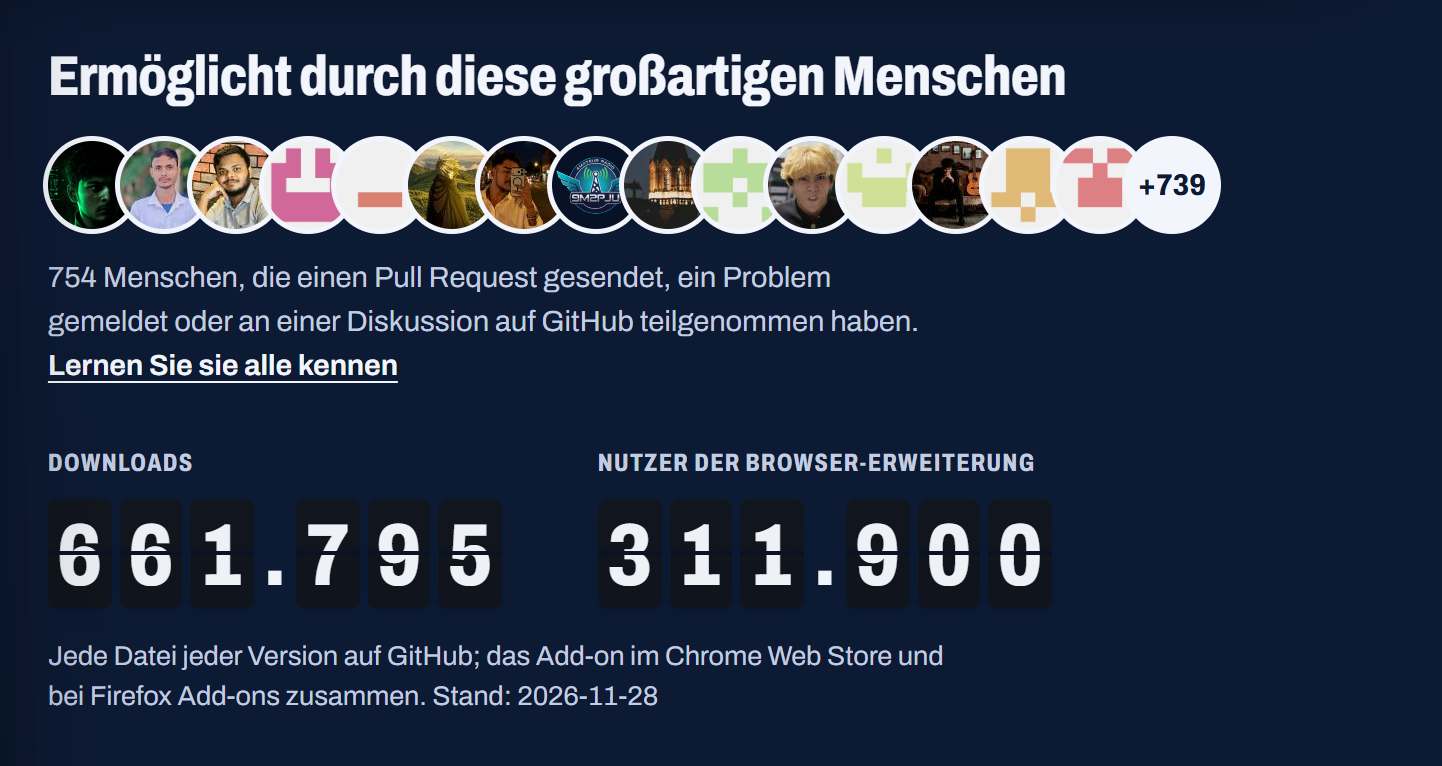 Ermöglicht durch diese großartigen Menschen
AMATEUR RADIO
9M2PJU
+739
754 Menschen, die einen Pull Request gesendet, ein Problem
gemeldet oder an einer Diskussion auf GitHub teilgenommen haben.
Lernen Sie sie alle kennen
DOWNLOADS
661.795
NUTZER DER BROWSER-ERWEITERUNG
311.900
Jede Datei jeder Version auf GitHub; das Add-on im Chrome Web Store und
bei Firefox Add-ons zusammen. Stand: 2026-11-28